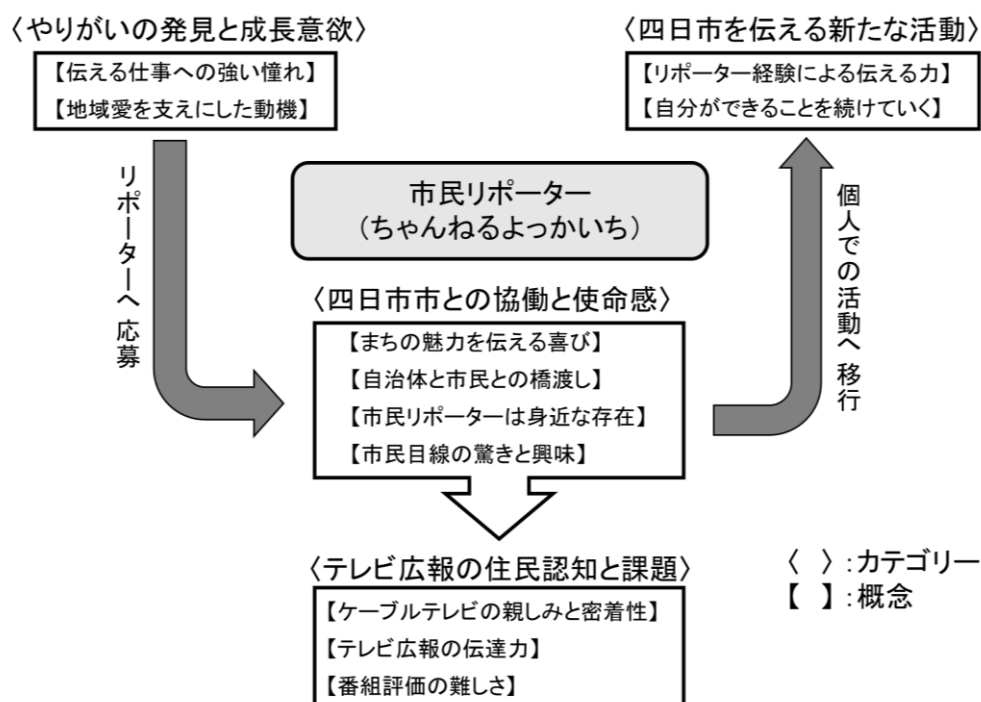 〈やりがいの発見と成長意欲〉
【伝える仕事への強い憧れ】
【地域愛を支えにした動機】
リポーターへ 応募
市民リポーター
（ちゃんねるよっかいち）
〈四日市市との協働と使命感〉
【まちの魅力を伝える喜び】
【自治体と市民との橋渡し】
【市民リポーターは身近な存在】
【市民目線の驚きと興味】
〈四日市を伝える新たな活動〉
【リポーター経験による伝える力】
【自分ができることを続けていく】
個人での活動へ 移行
〈テレビ広報の住民認知と課題〉
【ケーブルテレビの親しみと密着性】
【テレビ広報の伝達力】
【番組評価の難しさ】
〈 〉：カテゴリー
【 】：概念